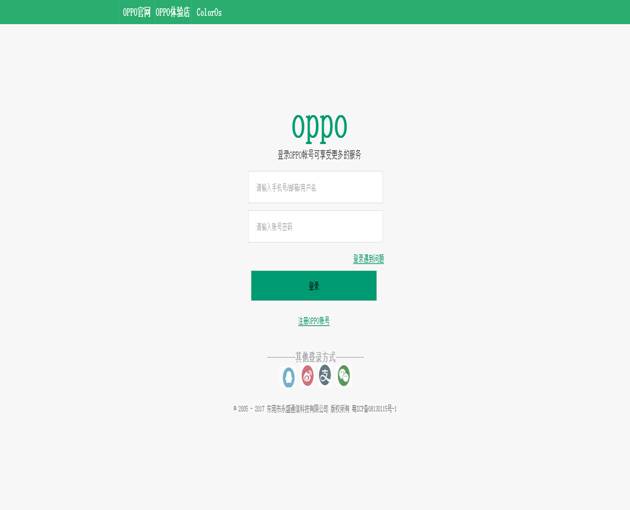 OPPO官网 OPPO体验店 ColorOs
oppo
登录OPPO帐号可享受更多的服务
请输入手机号/邮箱/用户名
请输入账号密码
登录遇到问题
登录
注册OPPO账号
-----------其他登录方式-----------
© 2005 - 2017 东莞市永盛通信科技有限公司 版权所有 粤ICP备08130115号-1